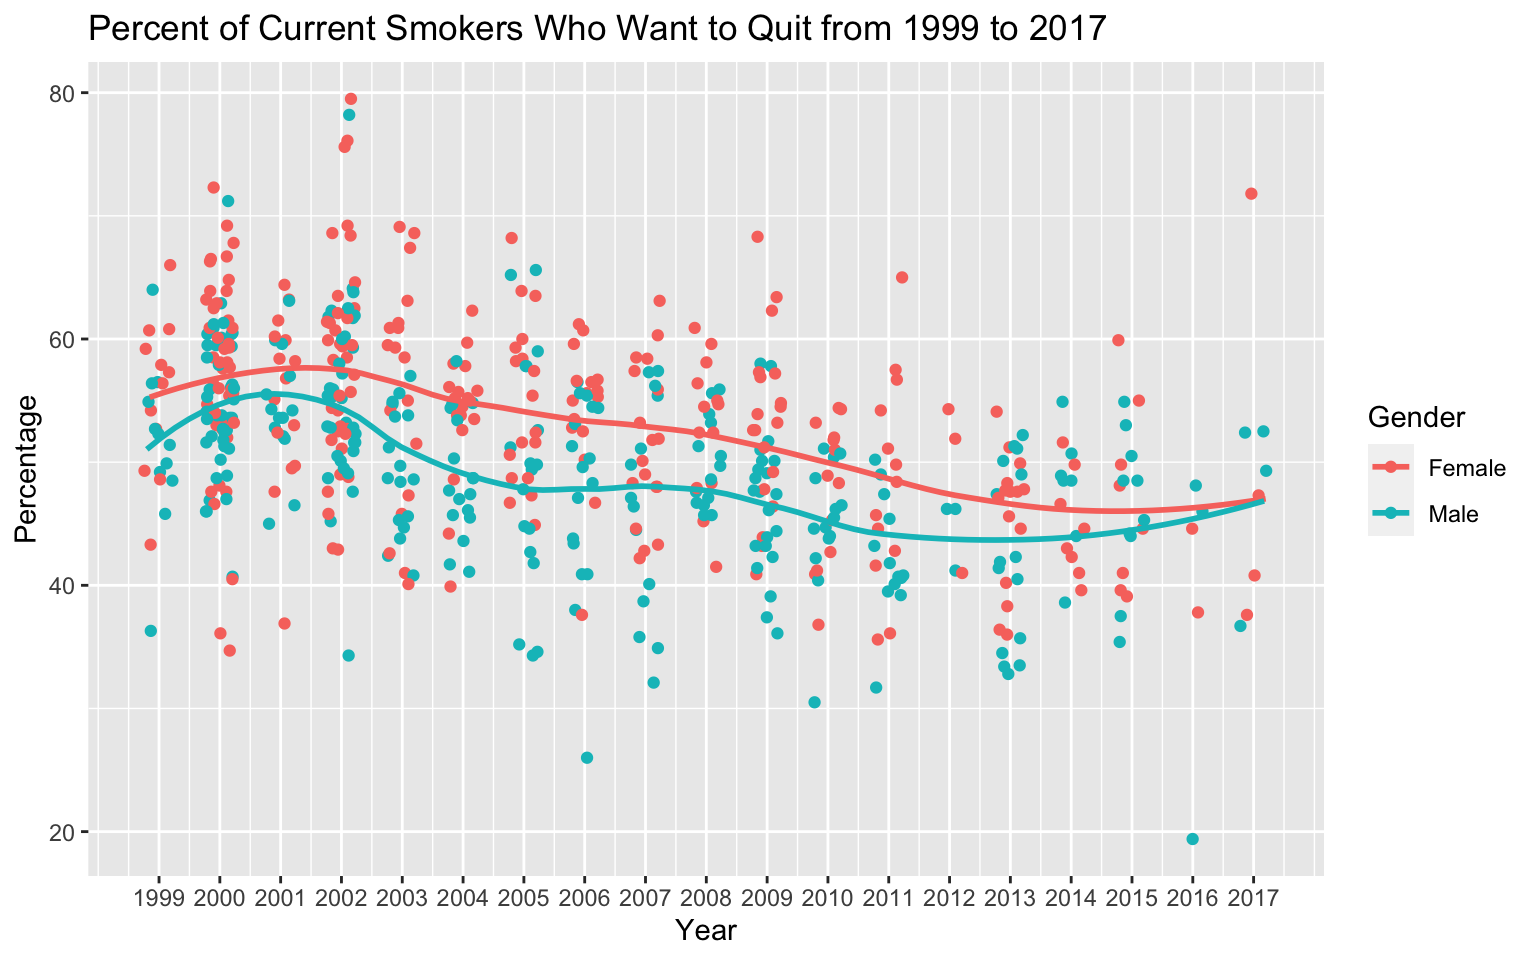 Percent of Current Smokers Who Want to Quit from 1999 to 2017
80
60
40
20
Percentage
1999 2000 2001 2002 2003 2004 2005 2006 2007 2008 2009 2010 2011 2012 2013 2014 2015 2016 2017
Year
Gender
Female
Male